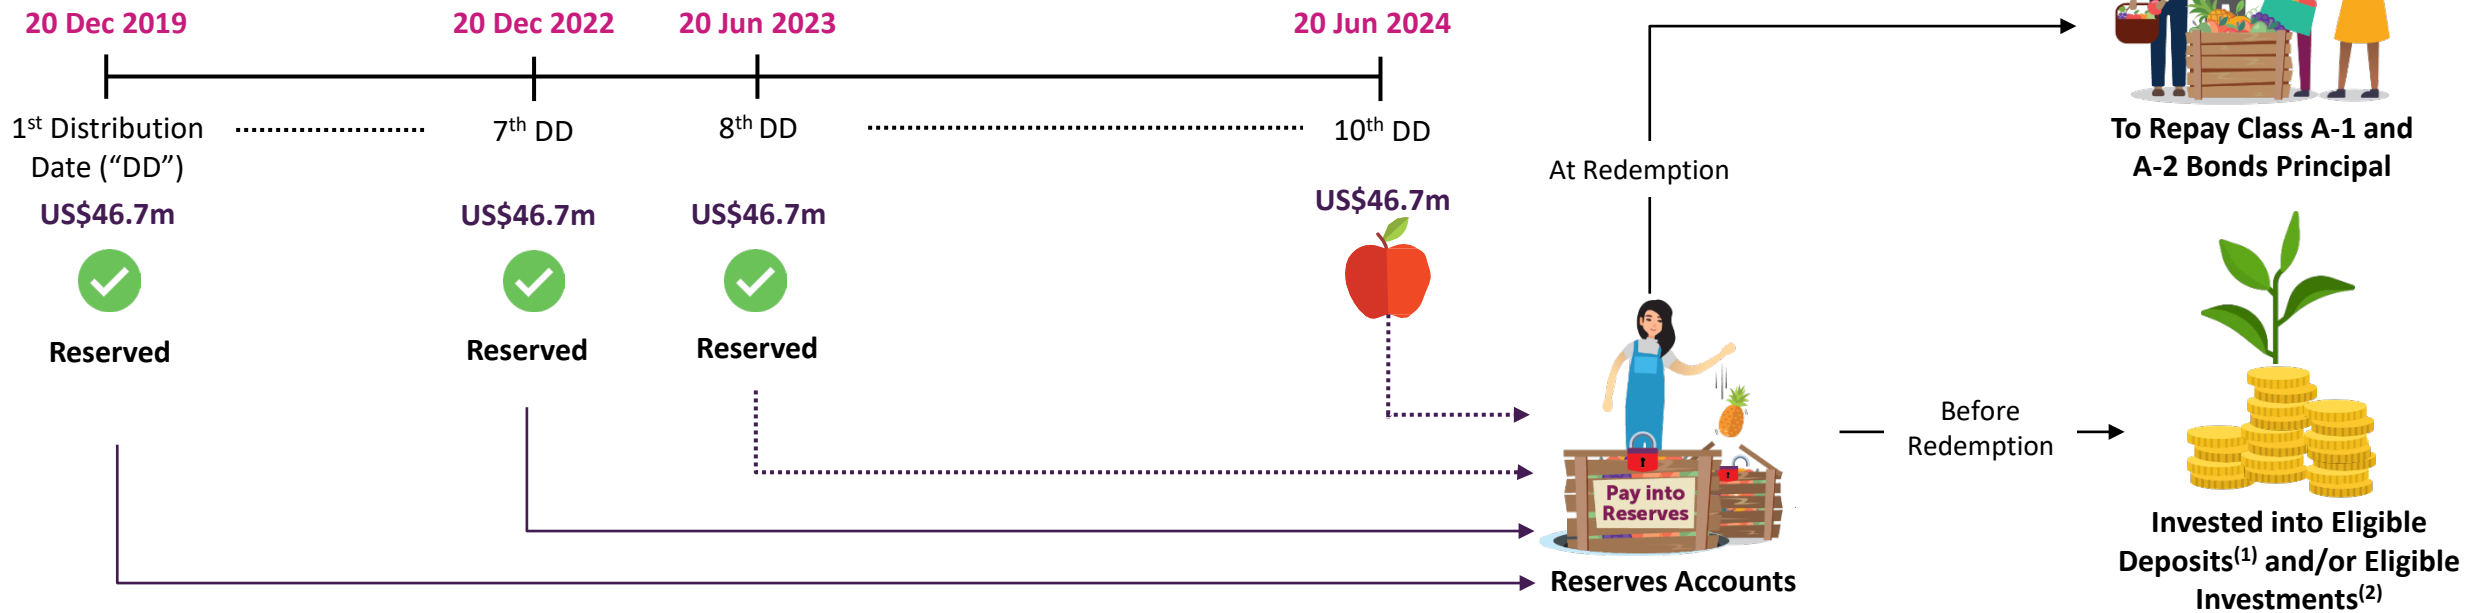 20 Dec 2019
20 Dec 2022
20 Jun 2023
20 Jun 2024
1st Distribution
Date (“DD”)
7th DD
8th DD
10th DD
US$46.7m
US$46.7m
US$46.7m
US$46.7m
Reserved
Reserved
Reserved
At Redemption
To Repay Class A-1 and
A-2 Bonds Principal
Pay into
Reserves
Reserves Accounts
Before
Redemption
Invested into Eligible
Deposits(1) and/or Eligible
Investments(2)